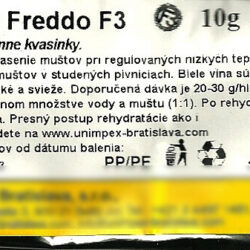 Freddo F3
F3
10g
nne kvasinky.
asenie muštov pri regulovaných nízkych tep
muštov v studených pivniciach. Biele vína sú
ké a svieže. Doporučená dávka je 20-30 g/hl
nom množstve vody a muštu (1:1). Po rehyd
a. Presný postup rehydratácie ako i
dete na www.unimpex-bratislava.com
ov od dátumu balenia:
PP/PE